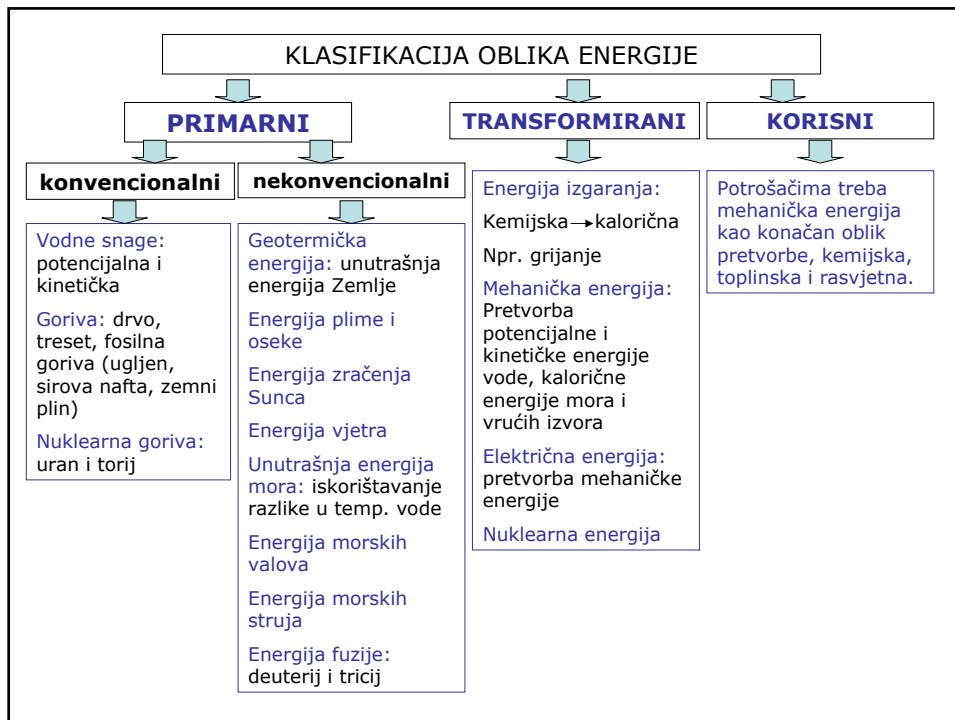 KLASIFIKACIJA OBLIKA ENERGIJE
PRIMARNI
TRANSFORMIRANI
KORISNI
konvencionalni
nekonvencionalni
Vodne snage:
potencijalna i
kinetička
Goriva: drvo,
treset, fosilna
goriva (ugljen,
sirova nafta, zemni
plin)
Nuklearna goriva:
uran i torij
Geotermička
energija: unutrašnja
energija Zemlje
Energija plime i
oseke
Energija zračenja
Sunca
Energija vjetra
Unutrašnja energija
mora: iskorištavanje
razlike u temp. vode
Energija morskih
valova
Energija morskih
struja
Energija fuzije:
deuterij i tricij
Energija izgaranja:
Kemijska→kalorična
Npr. grijanje
Mehanička energija:
Pretvorba
potencijalne i
kinetičke energije
vode, kalorične
energije mora i
vrućih izvora
Električna energija:
pretvorba mehaničke
energije
Nuklearna energija
Potrošačima treba
mehanička energija
kao konačan oblik
pretvorbe, kemijska,
toplinska i rasvjetna.